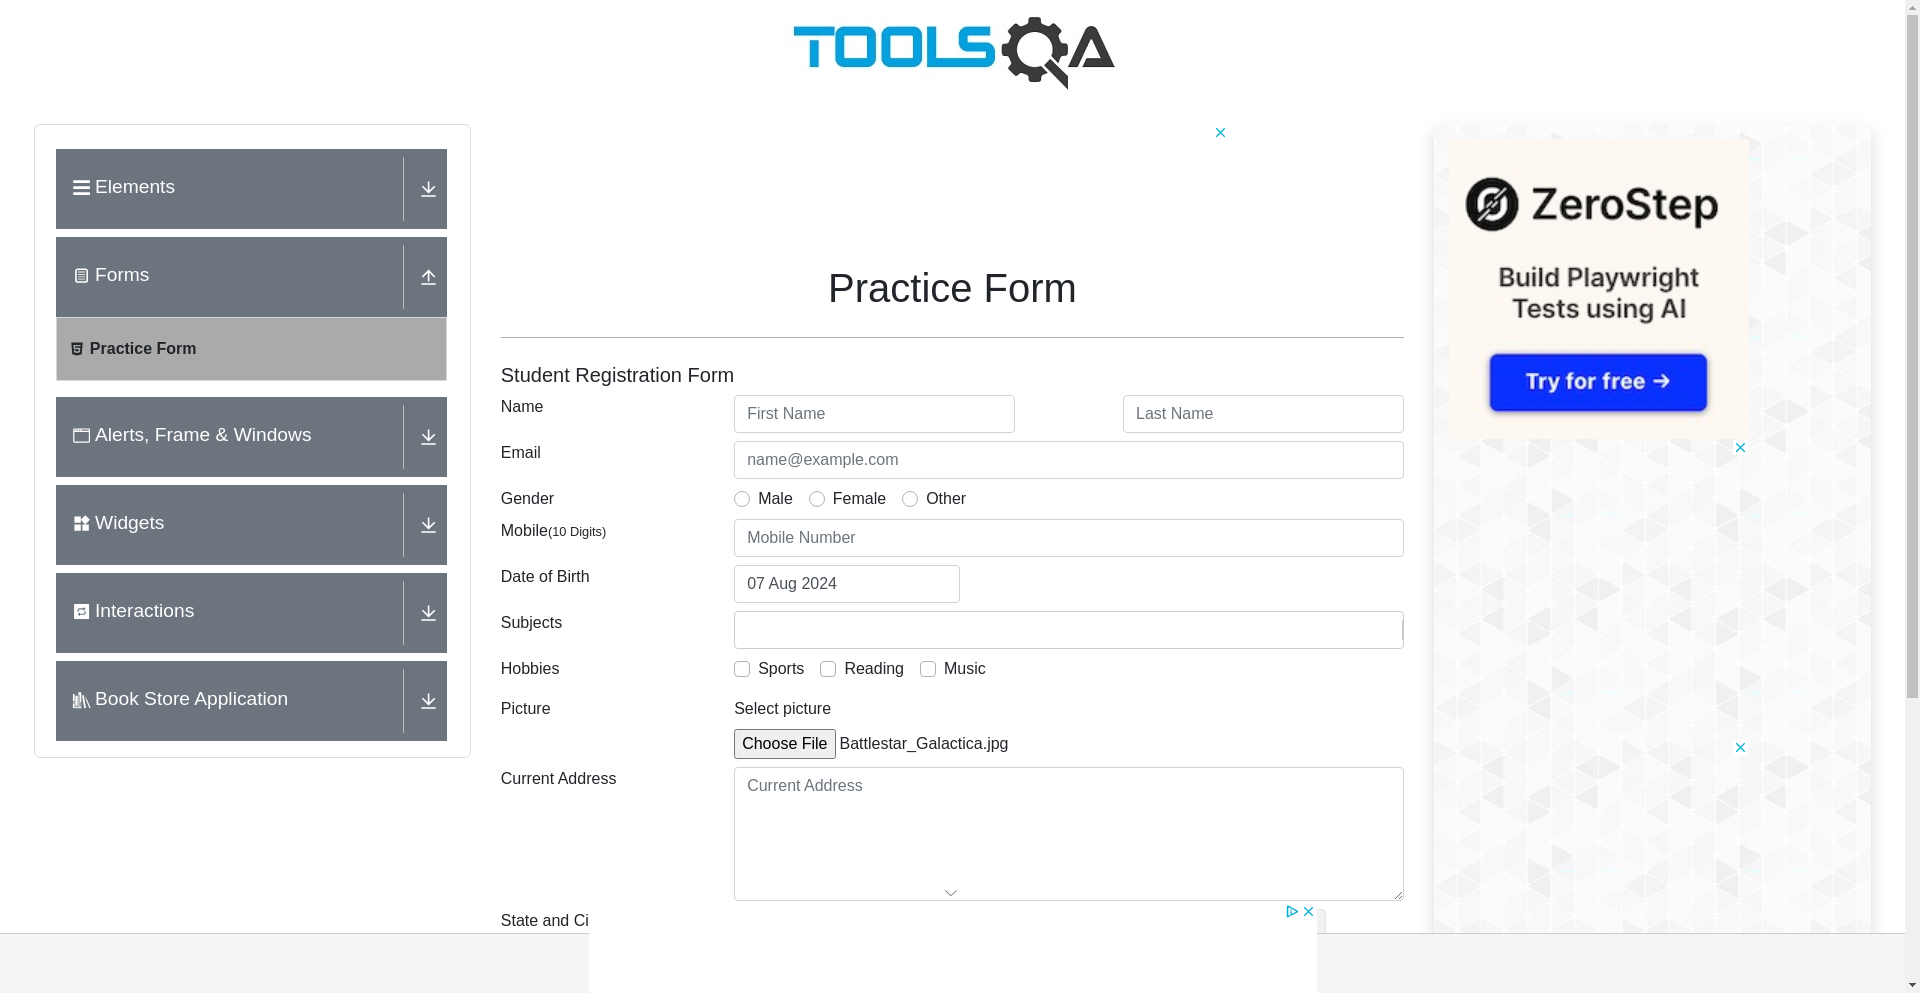 TOOLSQA
Elements
Forms
Practice Form
Alerts, Frame & Windows
Widgets
Interactions
Book Store Application
Practice Form
Student Registration Form
Name
First Name
Last Name
Email
name@example.com
Gender
Male
Female
Other
Mobile(10 Digits)
Mobile Number
Date of Birth
07 Aug 2024
Subjects
Hobbies
Sports
Reading
Music
Picture
Select picture
Choose File Battlestar_Galactica.jpg
Current Address
Current Address
State and Ci
ZeroStep
Build Playwright
Tests using AI
Try for free →